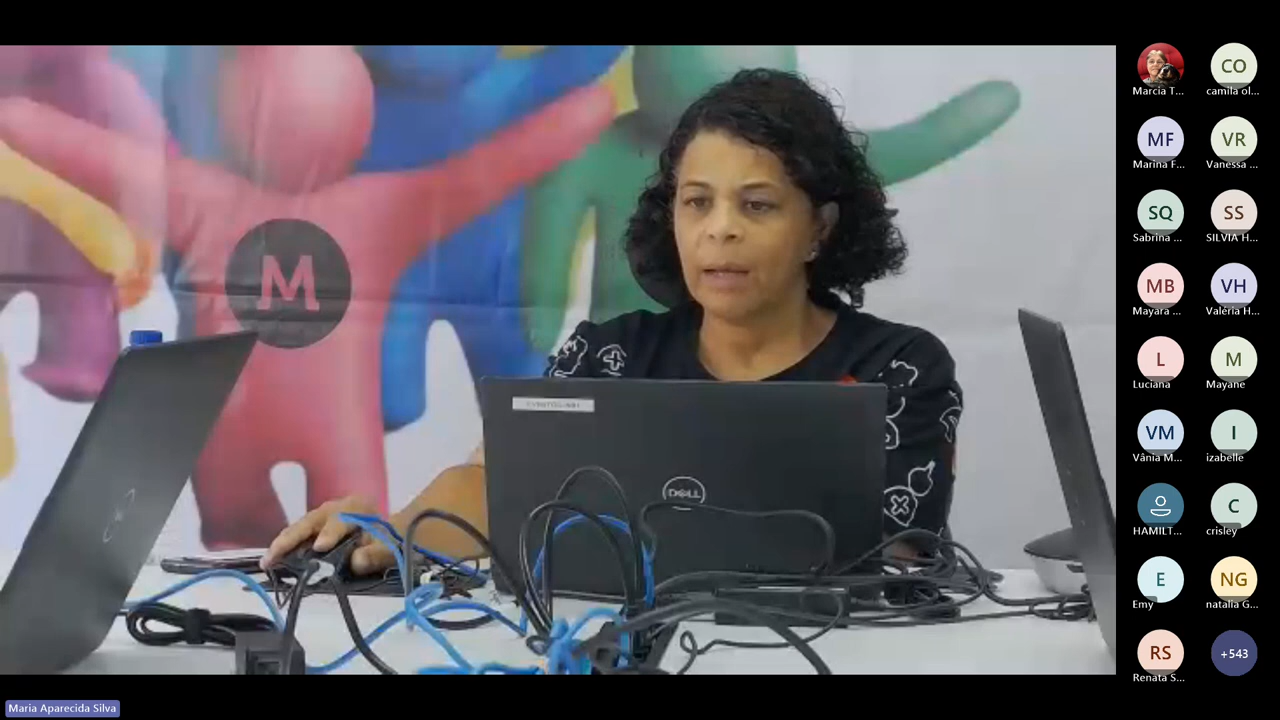 M
DELL
Marcia T...
CO
camila ol...
MF
Marina F...
VR
Vanessa ...
SQ
Sabrina ...
SS
SILVIA H...
MB
Mayara ...
VH
Valéria H...
L
Luciana
M
Mayane
VM
Vânia M...
I
izabelle
HAMILT...
C
crisley
E
Emy
NG
natalia G...
RS
Renata S...
+543
Maria Aparecida Silva